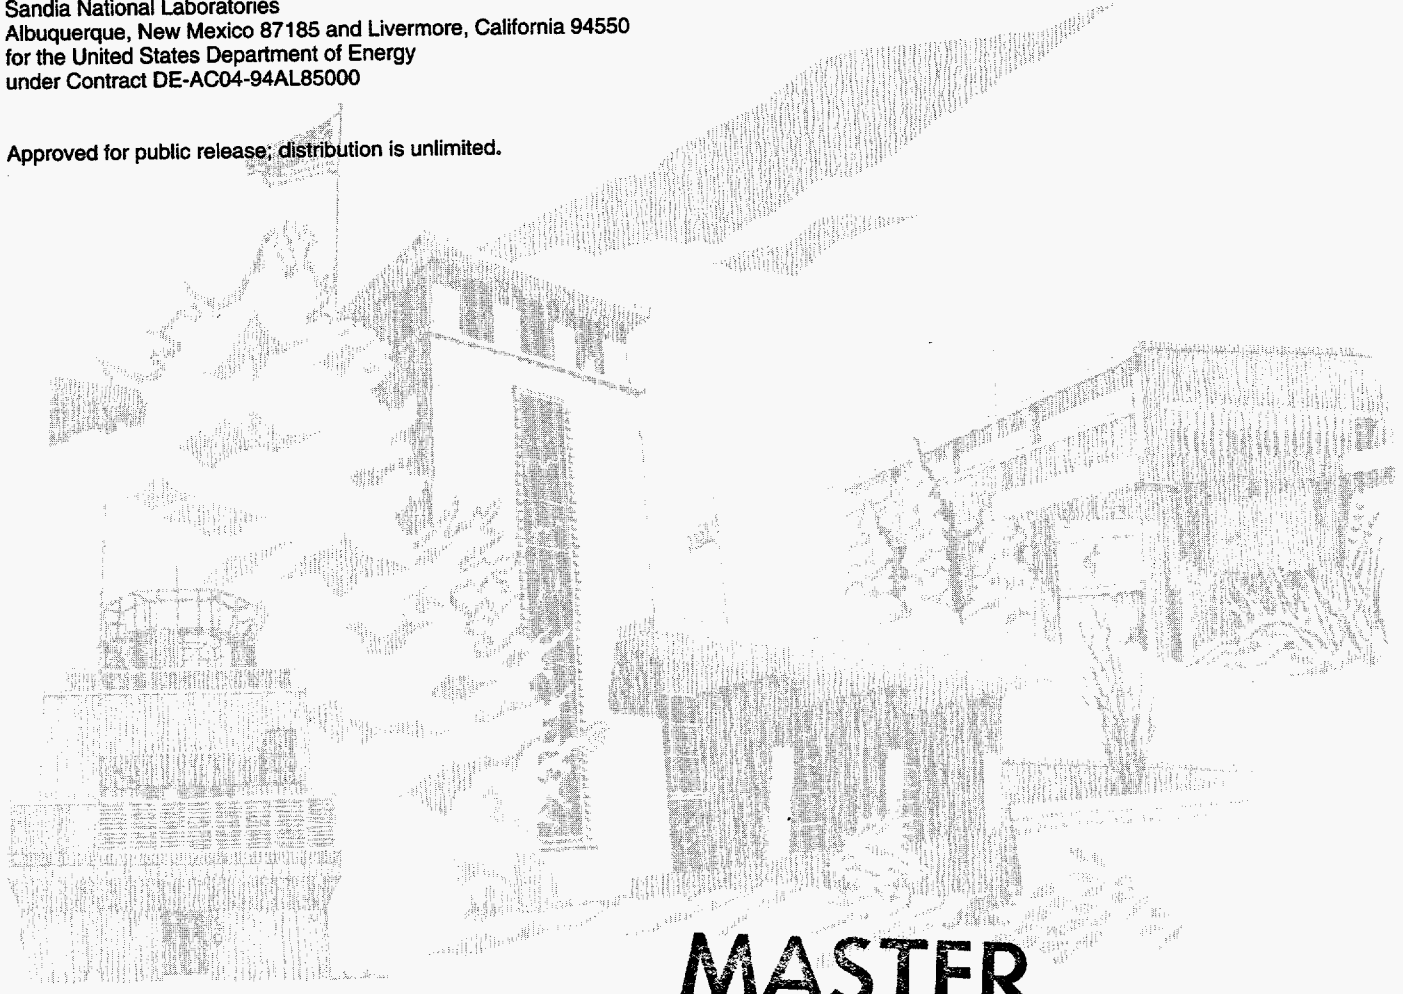 Sandia National Laboratories
Albuquerque, New Mexico 87185 and Livermore, California 94550
for the United States Department of Energy
under Contract DE-AC04-94AL85000
Approved for public release; distribution is unlimited.
MASTER